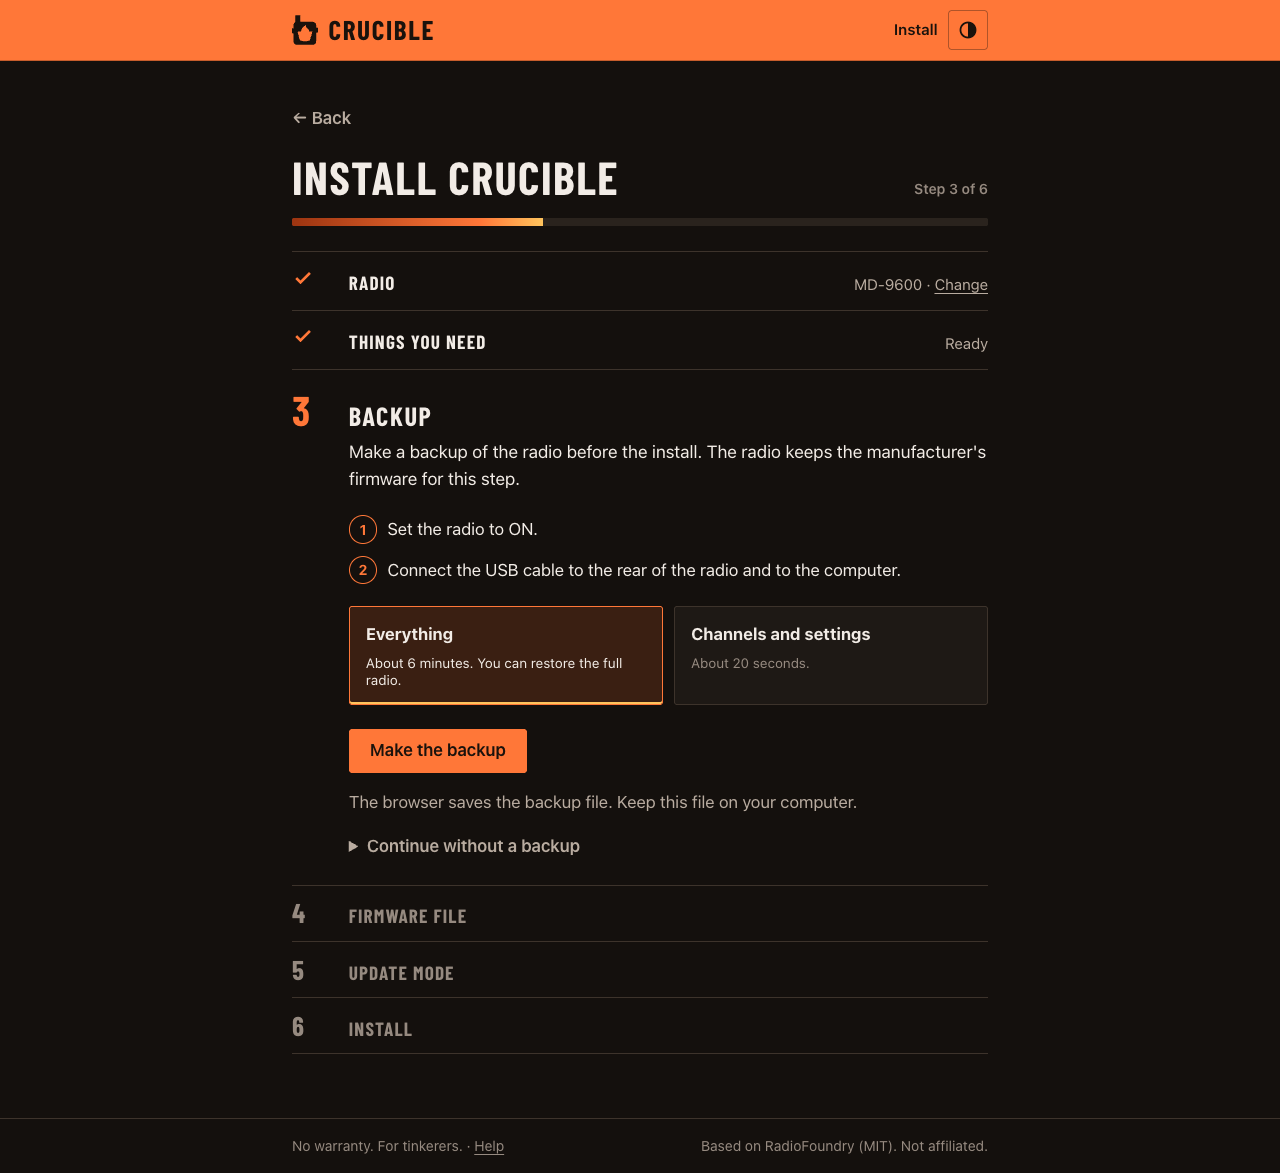 CRUCIBLE
Install
← Back
INSTALL CRUCIBLE
Step 3 of 6
RADIO
MD-9600 · Change
THINGS YOU NEED
Ready
3
BACKUP
Make a backup of the radio before the install. The radio keeps the manufacturer's
firmware for this step.
1 Set the radio to ON.
2 Connect the USB cable to the rear of the radio and to the computer.
Everything
About 6 minutes. You can restore the full
radio.
Channels and settings
About 20 seconds.
Make the backup
The browser saves the backup file. Keep this file on your computer.
Continue without a backup
4 FIRMWARE FILE
5 UPDATE MODE
6 INSTALL
No warranty. For tinkerers. · Help
Based on RadioFoundry (MIT). Not affiliated.